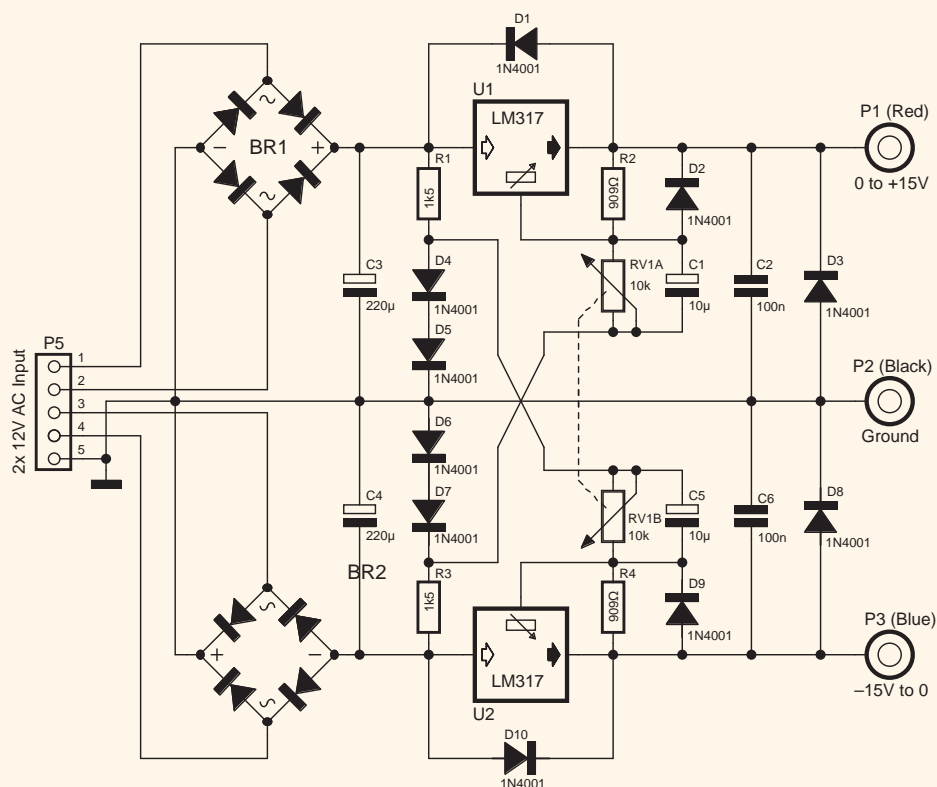 D1
1N4001
U1
LM317
P1 (Red)
0 to +15V
BR1
~
~
–
+
R1
1k5
R2
909Ω
D2
1N4001
D4
1N4001
D5
1N4001
C3
220µ
RV1A
10k
C1
10µ
C2
100n
D3
1N4001
P5
2x 12V AC Input
1
2
3
4
5
P2 (Black)
Ground
D6
1N4001
D7
1N4001
C4
220µ
BR2
~
~
+
–
R3
1k5
RV1B
10k
C5
10µ
C6
100n
D8
1N4001
R4
909Ω
D9
1N4001
LM317
U2
P3 (Blue)
–15V to 0
D10
1N4001